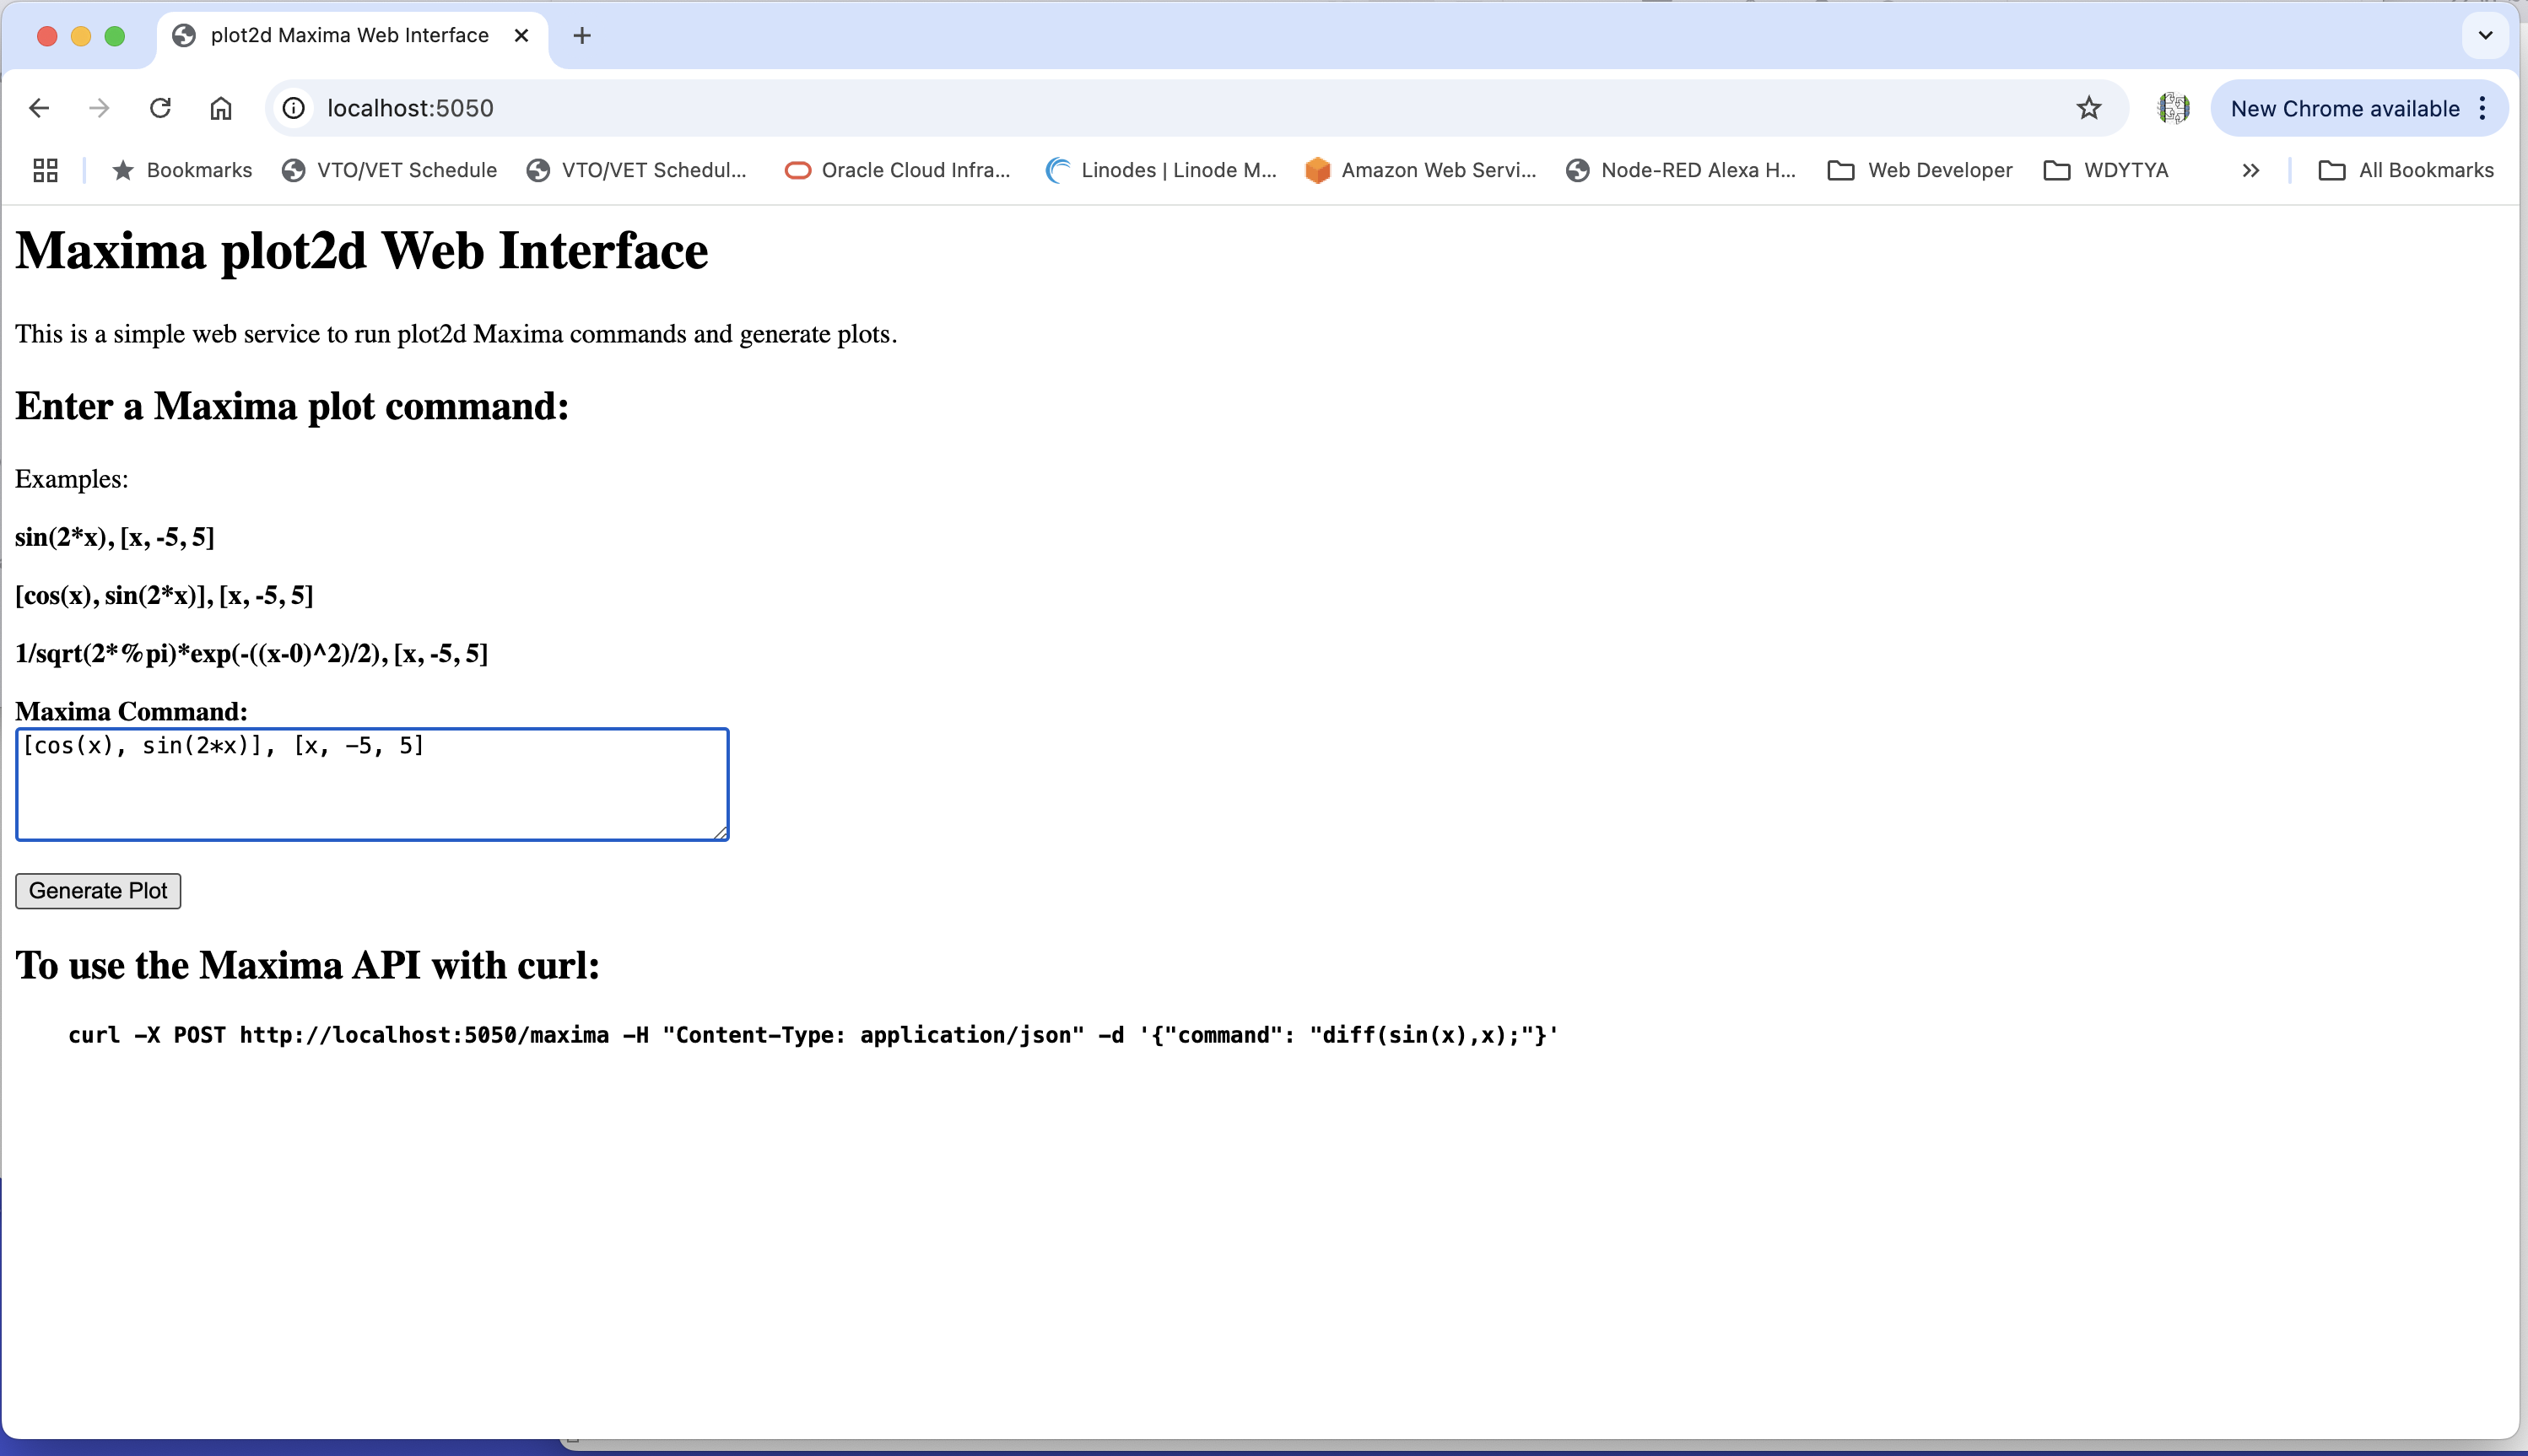 plot2d Maxima Web Interface
localhost:5050
New Chrome available
Bookmarks VTO/VET Schedule VTO/VET Schedul... Oracle Cloud Infra... Linodes | Linode M... Amazon Web Servi... Node-RED Alexa H... Web Developer WDYTYA All Bookmarks
Maxima plot2d Web Interface
This is a simple web service to run plot2d Maxima commands and generate plots.
Enter a Maxima plot command:
Examples:
sin(2*x), [x, -5, 5]
[cos(x), sin(2*x)], [x, -5, 5]
1/sqrt(2*%pi)*exp(-((x-0)^2)/2), [x, -5, 5]
Maxima Command:
[cos(x), sin(2*x)], [x, -5, 5]
Generate Plot
To use the Maxima API with curl:
curl -X POST http://localhost:5050/maxima -H "Content-Type: application/json" -d '{"command": "diff(sin(x),x);"}'